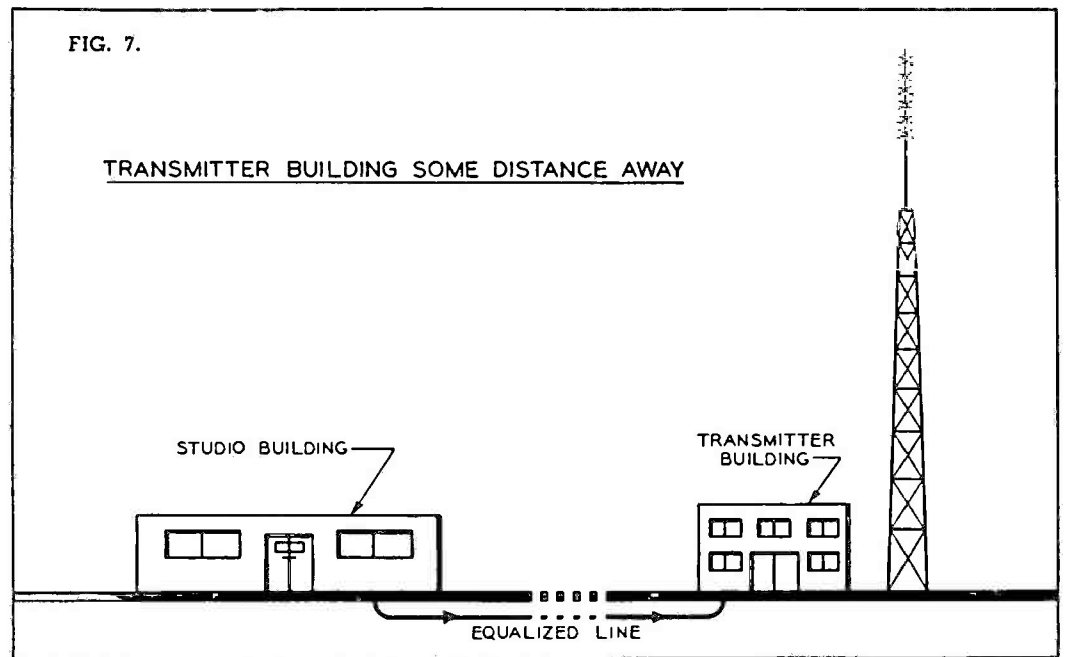 FIG. 7.
TRANSMITTER BUILDING SOME DISTANCE AWAY
STUDIO BUILDING
TRANSMITTER
BUILDING
EQUALIZED LINE